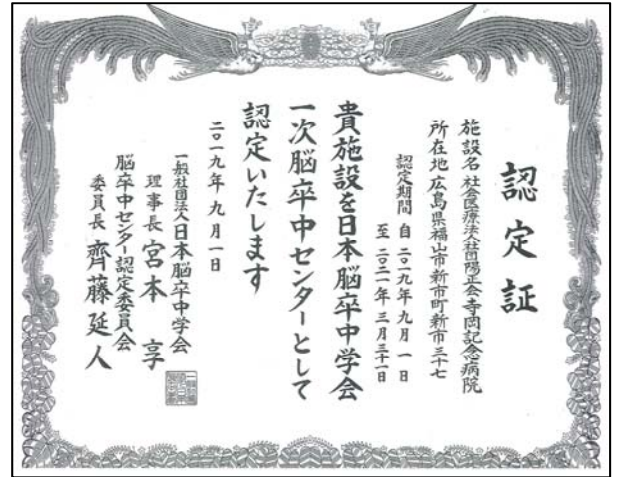 認定証
施設名 社会医療法人社団陽正会寺岡記念病院
所在地 広島県福山市新市町新市三十七
認定期間 自 二〇一九年 九月 一 日
至 二〇二一年 三月三十一日
貴施設を日本脳卒中学会
一次脳卒中センターとして
認定いたします
二〇一九年 九月一日
一般社団法人日本脳卒中学会
理事長 宮本 享
脳卒中センター認定委員会
委員長 齊藤延人